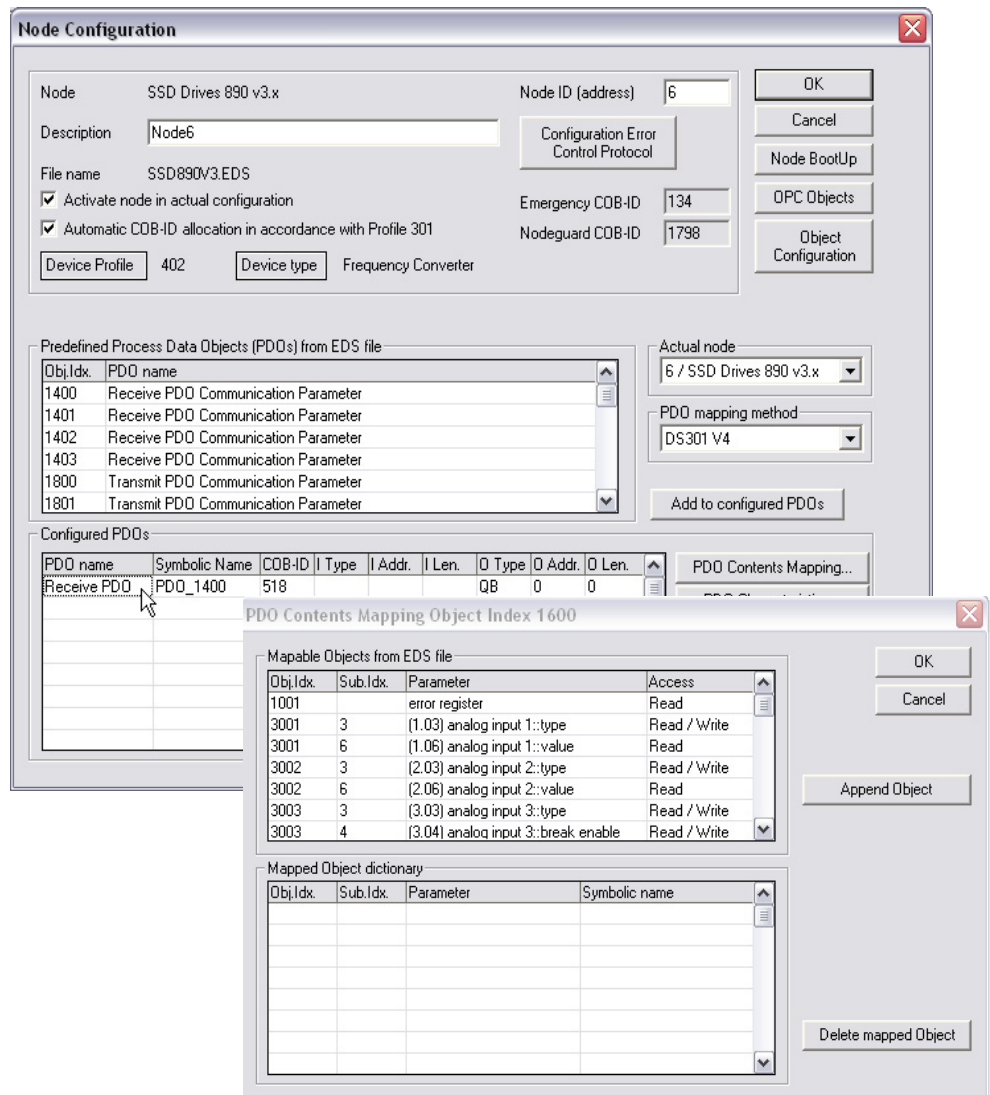 Node Configuration
Node SSD Drives 890 v3.x Node ID (address) 6 OK
Description Node6 Configuration Error Control Protocol Cancel
Node BootUp
File name SSD890V3.EDS
Activate node in actual configuration Emergency COB-ID 134 OPC Objects
Automatic COB-ID allocation in accordance with Profile 301 Nodeguard COB-ID 1798 Object Configuration
Device Profile 402 Device type Frequency Converter
Predefined Process Data Objects (PDOs) from EDS file Actual node
Obj.Idx. PDO name 6 / SSD Drives 890 v3.x
1400 Receive PDO Communication Parameter
1401 Receive PDO Communication Parameter PDO mapping method
1402 Receive PDO Communication Parameter DS301 V4
1403 Receive PDO Communication Parameter
1800 Transmit PDO Communication Parameter
1801 Transmit PDO Communication Parameter Add to configured PDOs
Configured PDOs
PDO name Symbolic Name COB-ID I Type I Addr. I Len. O Type O Addr. O Len. PDO Contents Mapping...
Receive PDO PDO_1400 518 QB 0 0
PDO Contents Mapping Object Index 1600
Mapable Objects from EDS file OK
Obj.Idx. Sub.Idx. Parameter Access
1001 error register Read Cancel
3001 3 (1.03) analog input 1::type Read / Write
3001 6 (1.06) analog input 1::value Read
3002 3 (2.03) analog input 2::type Read / Write
3002 6 (2.06) analog input 2::value Read Append Object
3003 3 (3.03) analog input 3::type Read / Write
3003 4 (3.04) analog input 3::break enable Read / Write
Mapped Object dictionary
Obj.Idx. Sub.Idx. Parameter Symbolic name
Delete mapped Object